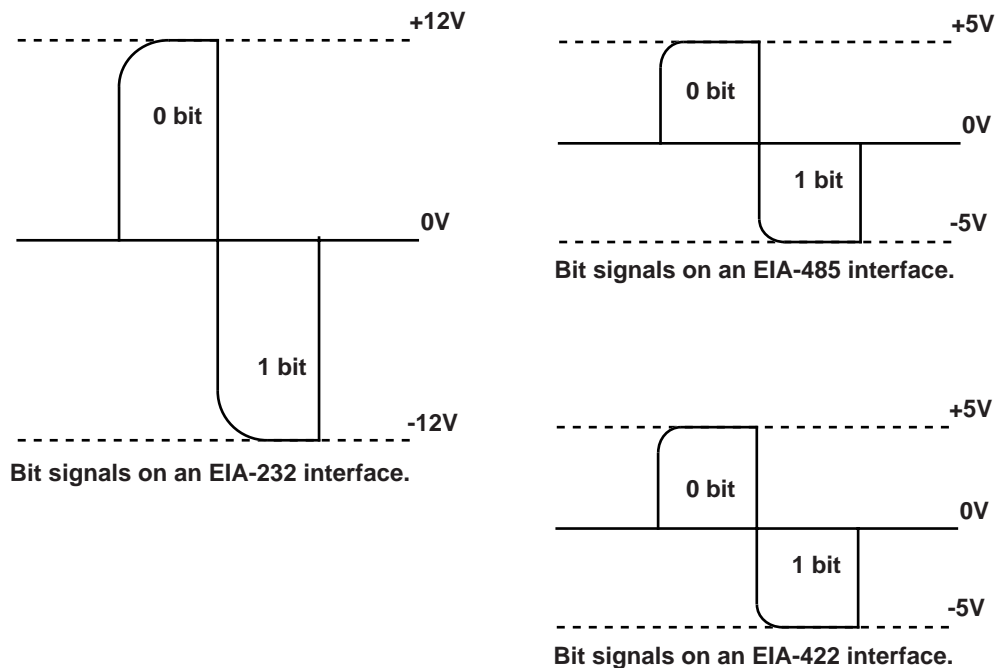 +12V
0 bit
0V
1 bit
-12V
Bit signals on an EIA-232 interface.
+5V
0 bit
0V
1 bit
-5V
Bit signals on an EIA-485 interface.
+5V
0 bit
0V
1 bit
-5V
Bit signals on an EIA-422 interface.